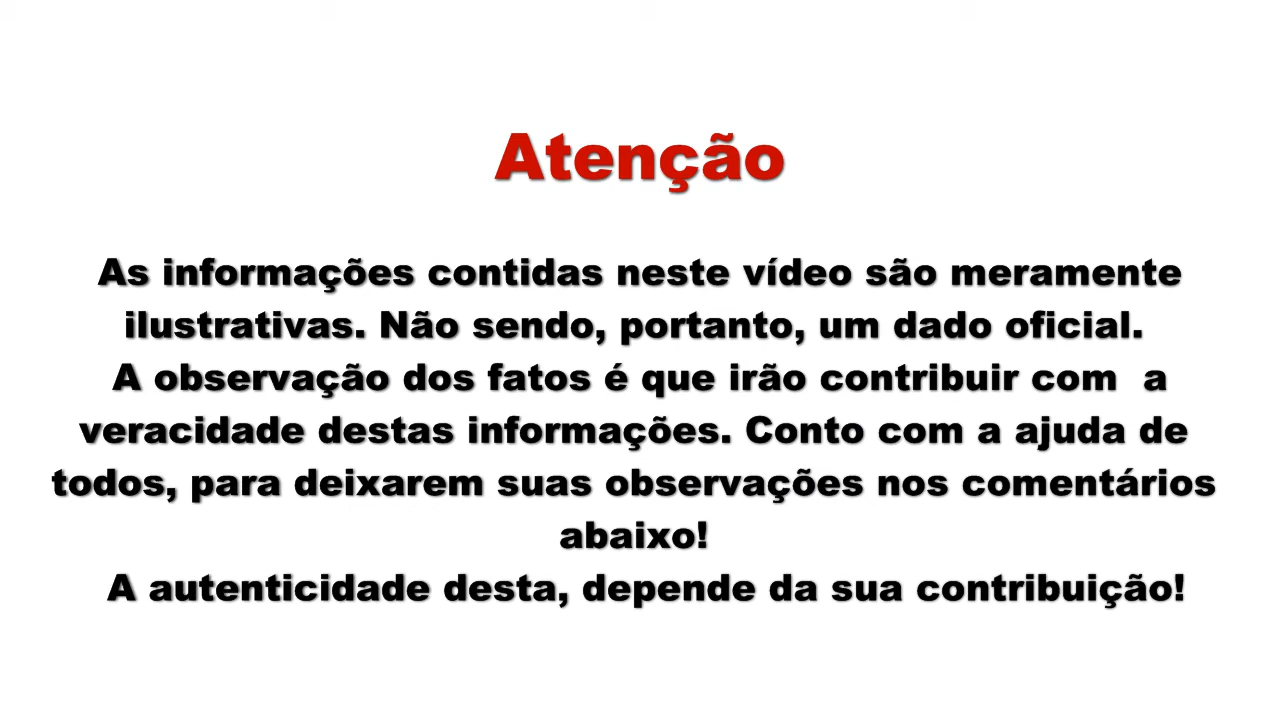 Atenção
As informações contidas neste vídeo são meramente
ilustrativas. Não sendo, portanto, um dado oficial.
A observação dos fatos é que irão contribuir com  a
veracidade destas informações. Conto com a ajuda de
todos, para deixarem suas observações nos comentários
abaixo!
A autenticidade desta, depende da sua contribuição!